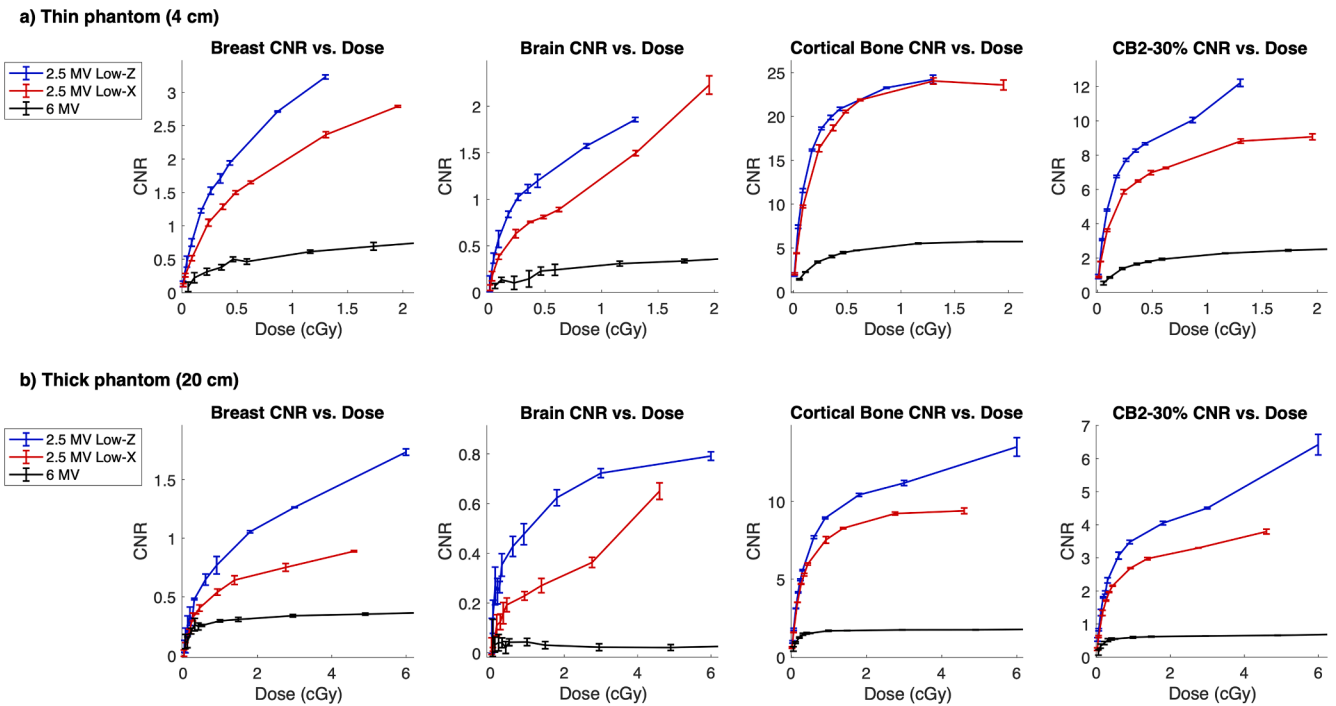 a) Thin phantom (4 cm)
Breast CNR vs. Dose
Brain CNR vs. Dose
Cortical Bone CNR vs. Dose
CB2-30% CNR vs. Dose
2.5 MV Low-Z
2.5 MV Low-X
6 MV
CNR
3
2.5
2
1.5
1
0.5
0
0 0.5 1 1.5 2
Dose (cGy)
CNR
2
1.5
1
0.5
0
0 0.5 1 1.5 2
Dose (cGy)
CNR
25
20
15
10
5
0
0 0.5 1 1.5 2
Dose (cGy)
CNR
12
10
8
6
4
2
0
0 0.5 1 1.5 2
Dose (cGy)
b) Thick phantom (20 cm)
Breast CNR vs. Dose
Brain CNR vs. Dose
Cortical Bone CNR vs. Dose
CB2-30% CNR vs. Dose
2.5 MV Low-Z
2.5 MV Low-X
6 MV
CNR
1.5
1
0.5
0
0 2 4 6
Dose (cGy)
CNR
0.8
0.6
0.4
0.2
0
0 2 4 6
Dose (cGy)
CNR
10
5
0
0 2 4 6
Dose (cGy)
CNR
7
6
5
4
3
2
1
0
0 2 4 6
Dose (cGy)